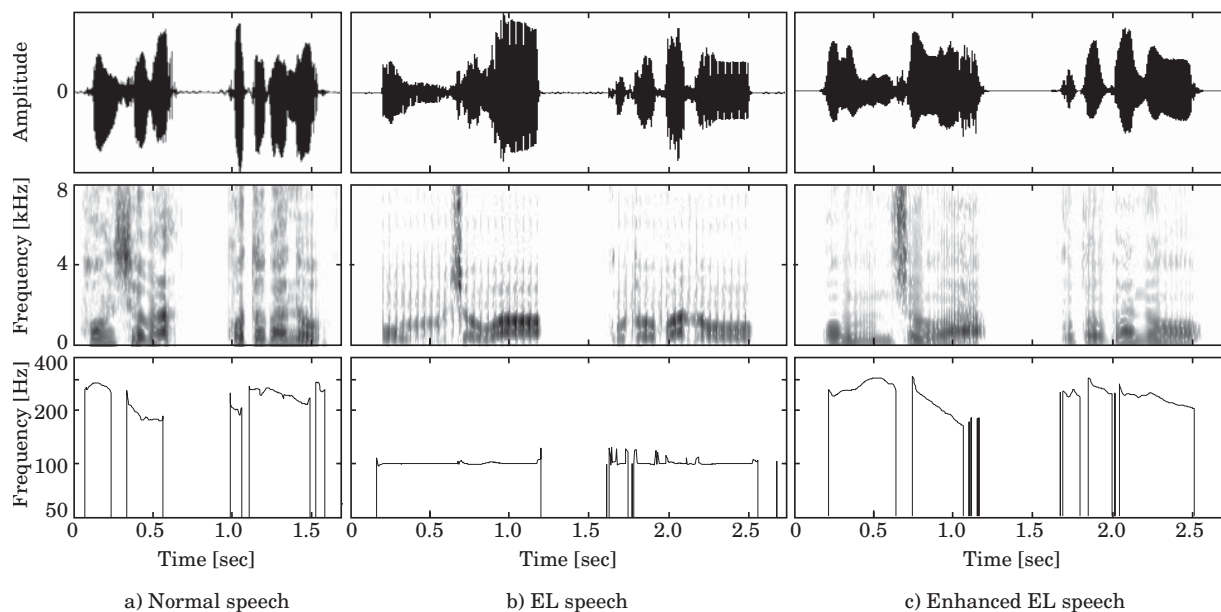 Amplitude
0
Frequency [kHz]
8
4
0
Frequency [Hz]
400
200
100
50
0 0.5 1.0 1.5
Time [sec]
a) Normal speech
0 0.5 1.0 1.5 2.0 2.5
Time [sec]
b) EL speech
0 0.5 1.0 1.5 2.0 2.5
Time [sec]
c) Enhanced EL speech